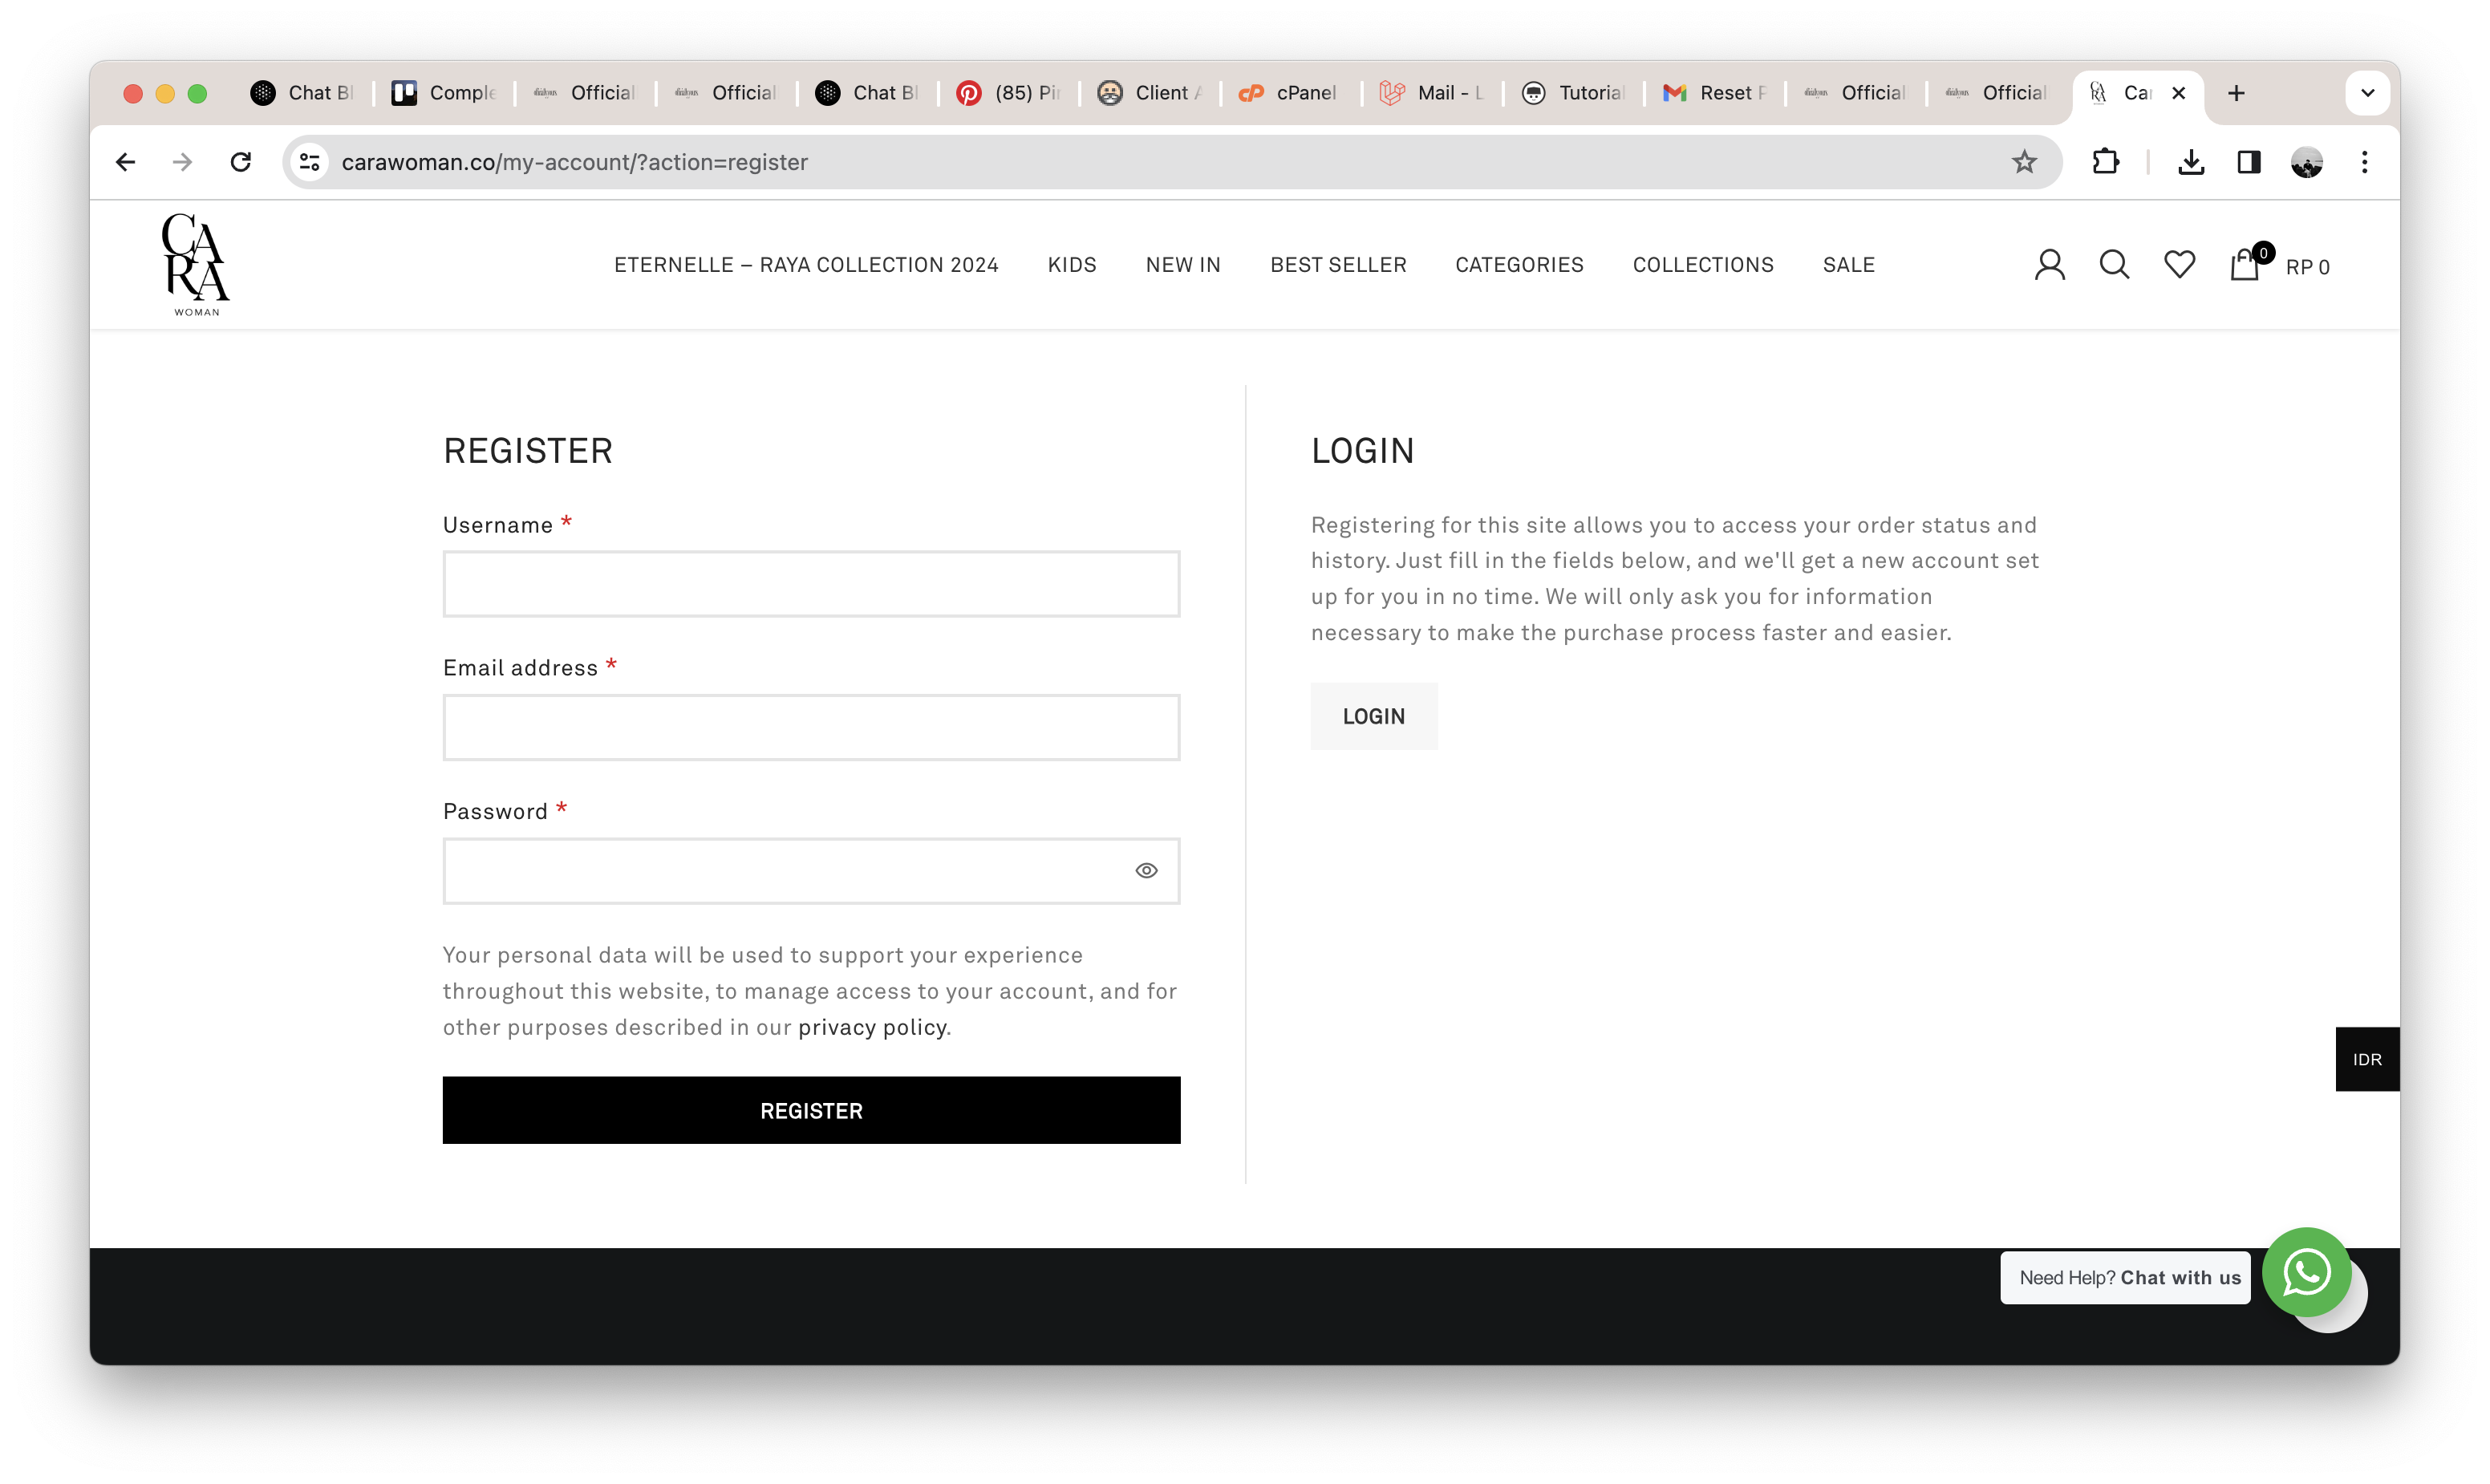 Chat Bl
Comple
Official
Official
Chat Bl
(85) Pin
Client A
cPanel
Mail - L
Tutorial
Reset P
Official
Official
Car
carawoman.co/my-account/?action=register
CARA
WOMAN
ETERNELLE – RAYA COLLECTION 2024
KIDS
NEW IN
BEST SELLER
CATEGORIES
COLLECTIONS
SALE
0
RP 0
REGISTER
Username *
Email address *
Password *
Your personal data will be used to support your experience
throughout this website, to manage access to your account, and for
other purposes described in our privacy policy.
REGISTER
LOGIN
Registering for this site allows you to access your order status and
history. Just fill in the fields below, and we'll get a new account set
up for you in no time. We will only ask you for information
necessary to make the purchase process faster and easier.
LOGIN
IDR
Need Help? Chat with us